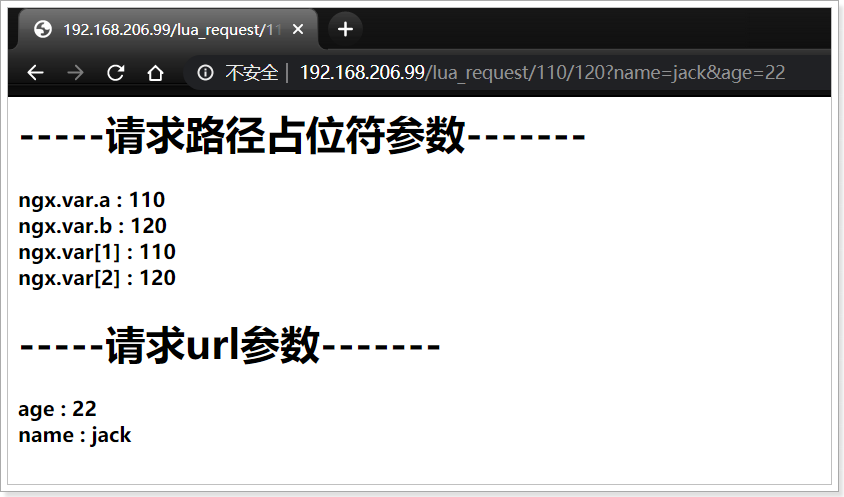 192.168.206.99/lua_request/11
不安全 | 192.168.206.99/lua_request/110/120?name=jack&age=22
-----请求路径占位符参数-------
ngx.var.a : 110
ngx.var.b : 120
ngx.var[1] : 110
ngx.var[2] : 120
-----请求url参数-------
age : 22
name : jack